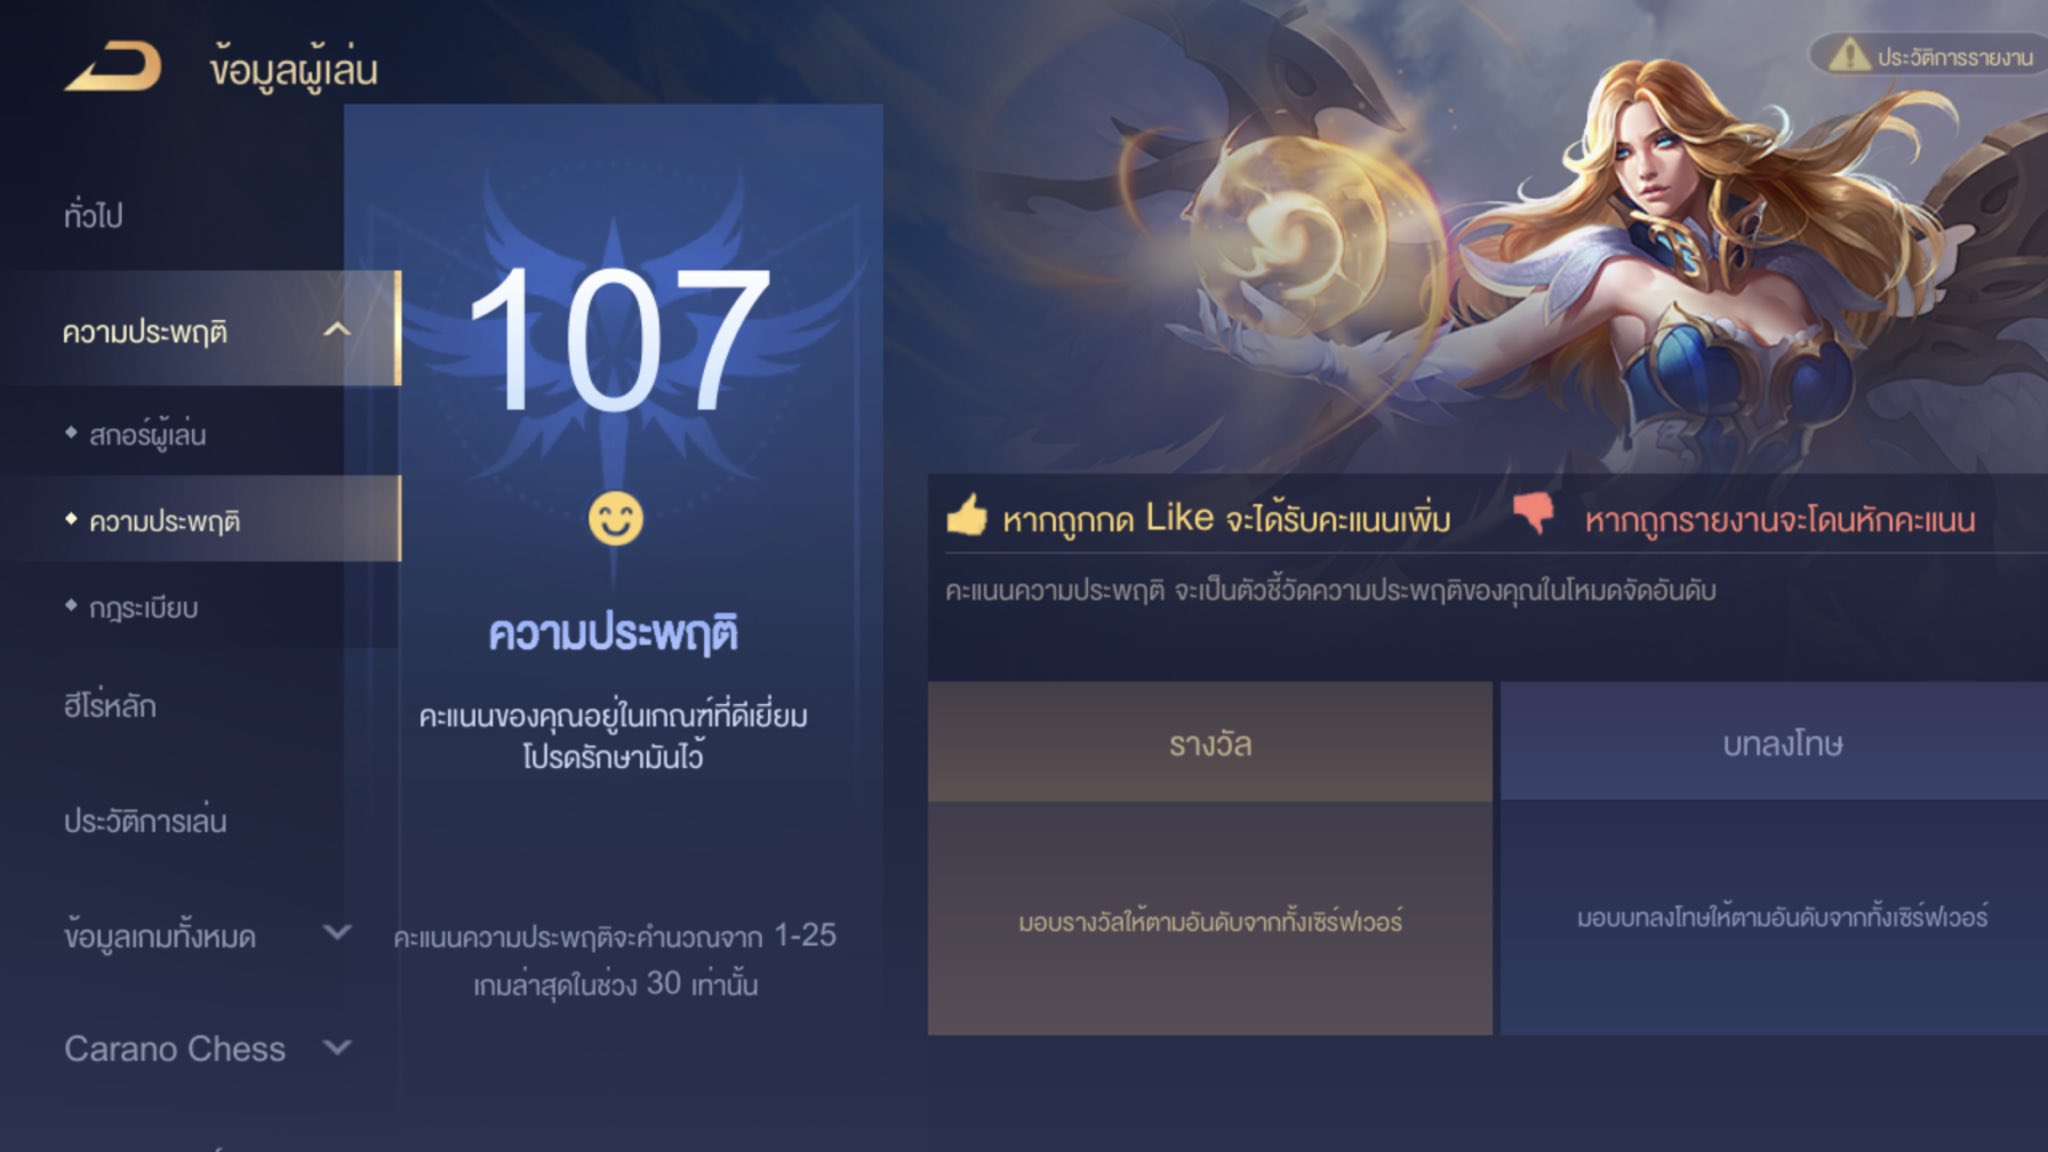 ข้อมูลผู้เล่น
ประวัติการรายงาน
ทั่วไป
ความประพฤติ
สกอร์ผู้เล่น
ความประพฤติ
กฎระเบียบ
ฮีโร่หลัก
ประวัติการเล่น
ข้อมูลเกมทั้งหมด
Carano Chess
107
ความประพฤติ
คะแนนของคุณอยู่ในเกณฑ์ที่ดีเยี่ยม
โปรดรักษามันไว้
คะแนนความประพฤติจะคำนวณจาก 1-25
เกมล่าสุดในช่วง 30 เท่านั้น
หากถูกกด Like จะได้รับคะแนนเพิ่ม
หากถูกรายงานจะโดนหักคะแนน
คะแนนความประพฤติ จะเป็นตัวชี้วัดความประพฤติของคุณในโหมดจัดอันดับ
รางวัล
บทลงโทษ
มอบรางวัลให้ตามอันดับจากทั้งเซิร์ฟเวอร์
มอบบทลงโทษให้ตามอันดับจากทั้งเซิร์ฟเวอร์